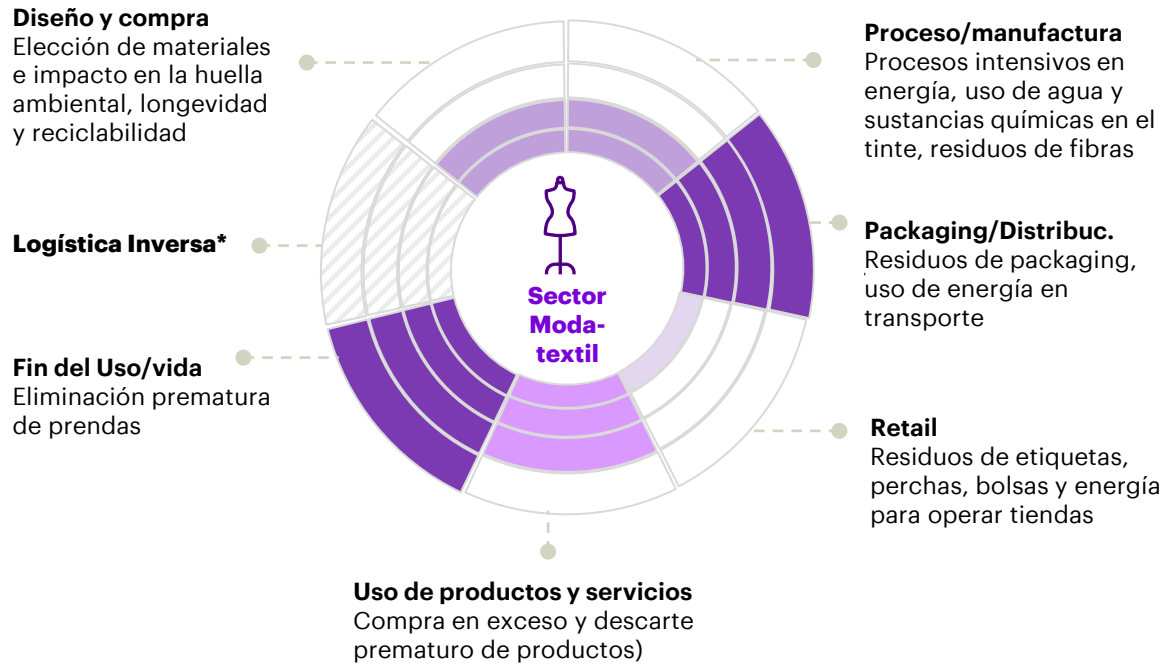 Diseño y compra
Elección de materiales
e impacto en la huella
ambiental, longevidad
y reciclabilidad
Proceso/manufactura
Procesos intensivos en
energía, uso de agua y
sustancias químicas en el
tinte, residuos de fibras
Logística Inversa*
Packaging/Distribuc.
Residuos de packaging,
uso de energía en
transporte
Sector
Moda-
textil
Fin del Uso/vida
Eliminación prematura
de prendas
Retail
Residuos de etiquetas,
perchas, bolsas y energía
para operar tiendas
Uso de productos y servicios
Compra en exceso y descarte
prematuro de productos)